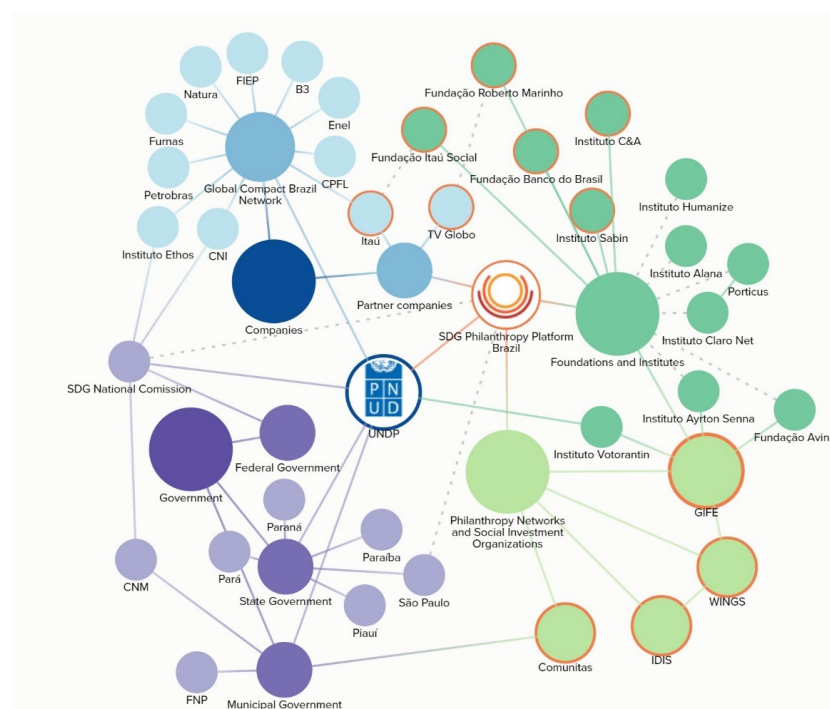 FIEP
B3
Natura
Enel
Fundação Roberto Marinho
Furnas
Instituto C&A
Fundação Itaú Social
Fundação Banco do Brasil
Petrobras
Global Compact Brazil
Network
CPFL
Instituto Humanize
Instituto Ethos
CNI
Itaú
TV Globo
Instituto Sabin
Instituto Alana
Porticus
Companies
Partner companies
SDG Philanthropy Platform
Brazil
Instituto Claro Net
Foundations and Institutes
SDG National Comission
P N
U D
UNDP
Instituto Ayrton Senna
Fundação Avin
Federal Government
Instituto Votorantin
Government
GIFE
Paraná
Philanthropy Networks
and Social Investment
Organizations
Paraíba
Pará
CNM
State Government
São Paulo
WINGS
Piauí
Comunitas
IDIS
FNP
Municipal Government